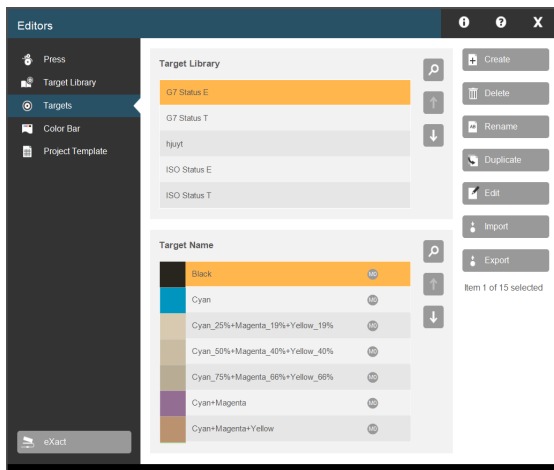 Editors
X
Press
Target Library
Targets
Color Bar
Project Template
eXact
Target Library
G7 Status E
G7 Status T
hjuyt
ISO Status E
ISO Status T
Target Name
Black M0
Cyan M0
Cyan_25%+Magenta_19%+Yellow_19% M0
Cyan_50%+Magenta_40%+Yellow_40% M0
Cyan_75%+Magenta_66%+Yellow_66% M0
Cyan+Magenta M0
Cyan+Magenta+Yellow M0
Create
Delete
Rename
Duplicate
Edit
Import
Export
Item 1 of 15 selected